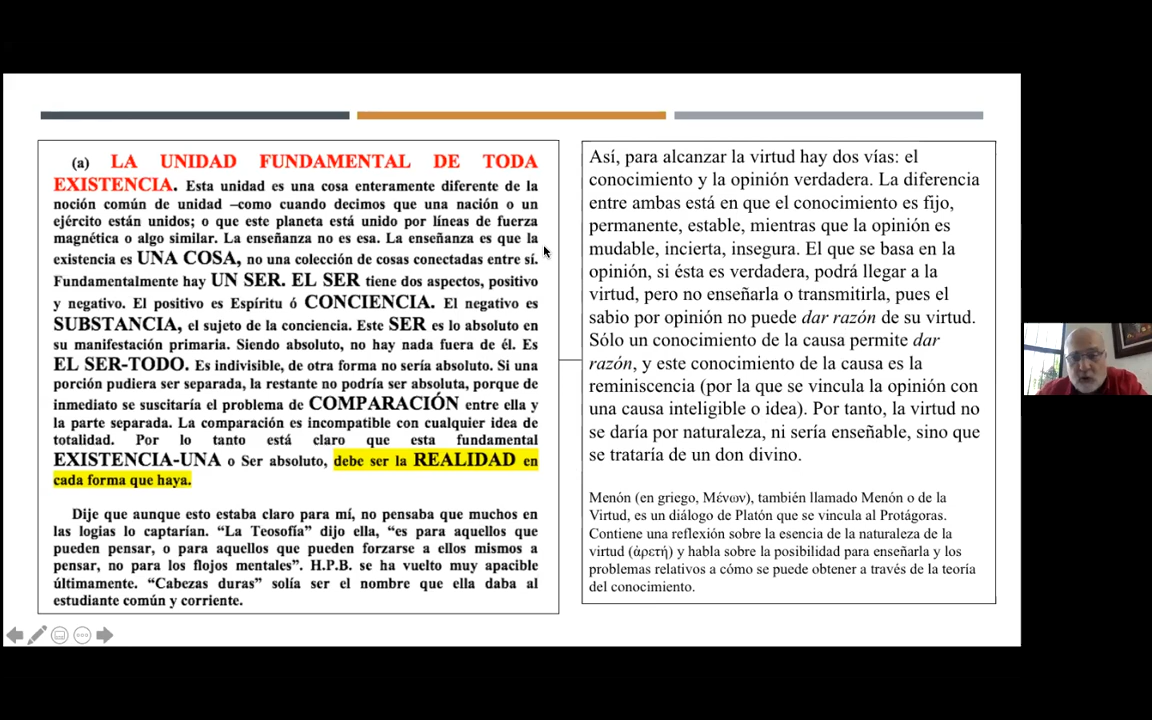 (a) LA UNIDAD FUNDAMENTAL DE TODA
EXISTENCIA. Esta unidad es una cosa enteramente diferente de la
noción común de unidad –como cuando decimos que una nación o un
ejército están unidos; o que este planeta está unido por líneas de fuerza
magnética o algo similar. La enseñanza no es esa. La enseñanza es que la
existencia es UNA COSA, no una colección de cosas conectadas entre sí.
Fundamentalmente hay UN SER. EL SER tiene dos aspectos, positivo
y negativo. El positivo es Espíritu ó CONCIENCIA. El negativo es
SUBSTANCIA, el sujeto de la conciencia. Este SER es lo absoluto en
su manifestación primaria. Siendo absoluto, no hay nada fuera de él. Es
EL SER-TODO. Es indivisible, de otra forma no sería absoluto. Si una
porción pudiera ser separada, la restante no podría ser absoluta, porque de
inmediato se suscitaría el problema de COMPARACIÓN entre ella y
la parte separada. La comparación es incompatible con cualquier idea de
totalidad. Por lo tanto está claro que esta fundamental
EXISTENCIA-UNA o Ser absoluto, debe ser la REALIDAD en
cada forma que haya.
Dije que aunque esto estaba claro para mí, no pensaba que muchos en
las logias lo captarían. “La Teosofía” dijo ella, “es para aquellos que
pueden pensar, o para aquellos que pueden forzarse a ellos mismos a
pensar, no para los flojos mentales”. H.P.B. se ha vuelto muy apacible
últimamente. “Cabezas duras” solía ser el nombre que ella daba al
estudiante común y corriente.
Así, para alcanzar la virtud hay dos vías: el
conocimiento y la opinión verdadera. La diferencia
entre ambas está en que el conocimiento es fijo,
permanente, estable, mientras que la opinión es
mudable, incierta, insegura. El que se basa en la
opinión, si ésta es verdadera, podrá llegar a la
virtud, pero no enseñarla o transmitirla, pues el
sabio por opinión no puede dar razón de su virtud.
Sólo un conocimiento de la causa permite dar
razón, y este conocimiento de la causa es la
reminiscencia (por la que se vincula la opinión con
una causa inteligible o idea). Por tanto, la virtud no
se daría por naturaleza, ni sería enseñable, sino que
se trataría de un don divino.
Menón (en griego, Μένων), también llamado Menón o de la
Virtud, es un diálogo de Platón que se vincula al Protágoras.
Contiene una reflexión sobre la esencia de la naturaleza de la
virtud (ἀρετή) y habla sobre la posibilidad para enseñarla y los
problemas relativos a cómo se puede obtener a través de la teoría
del conocimiento.